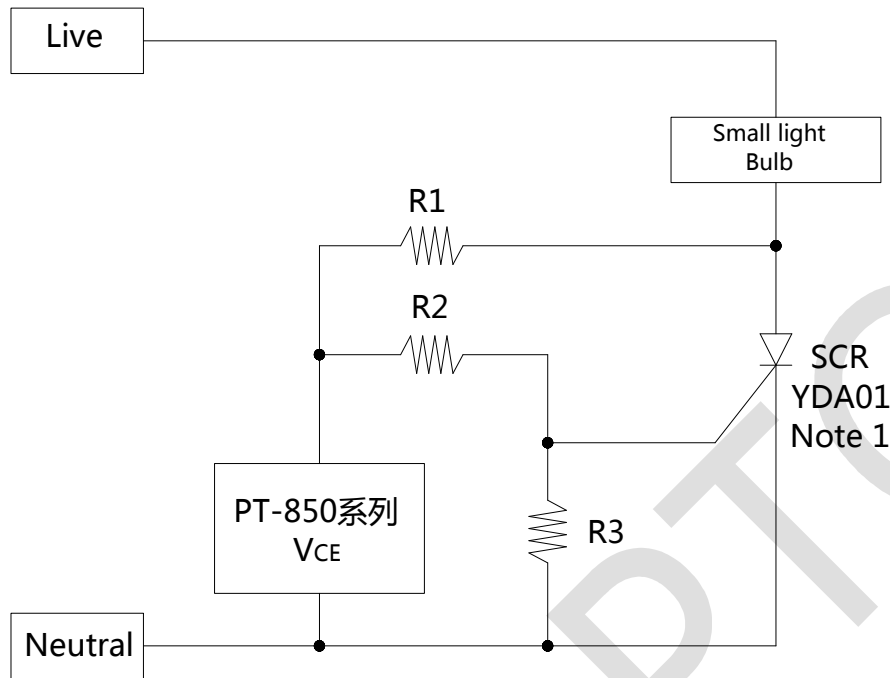 Live
Small light
Bulb
R1
R2
SCR
YDA01
Note 1
PT-850系列
VCE
R3
Neutral
PTC